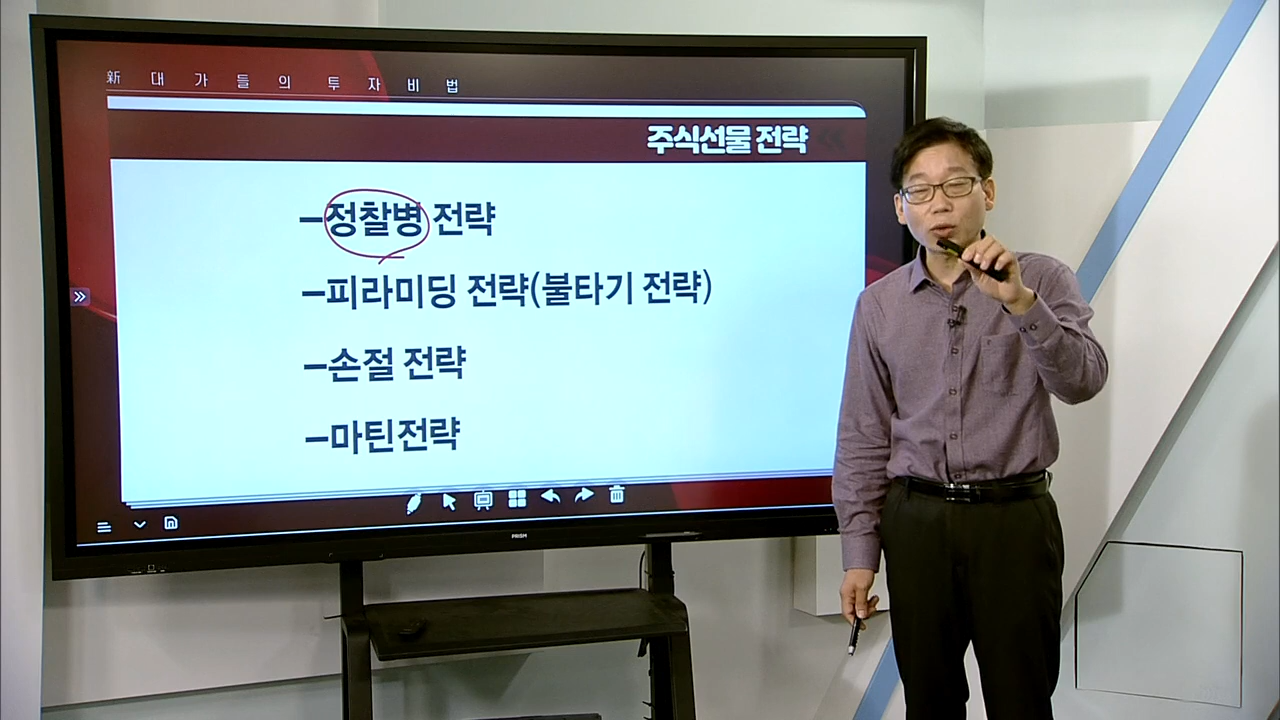 新대가들의투자비법
주식선물 전략
-정찰병 전략
-피라미딩 전략(불타기 전략)
-손절 전략
-마틴전략
PRISM